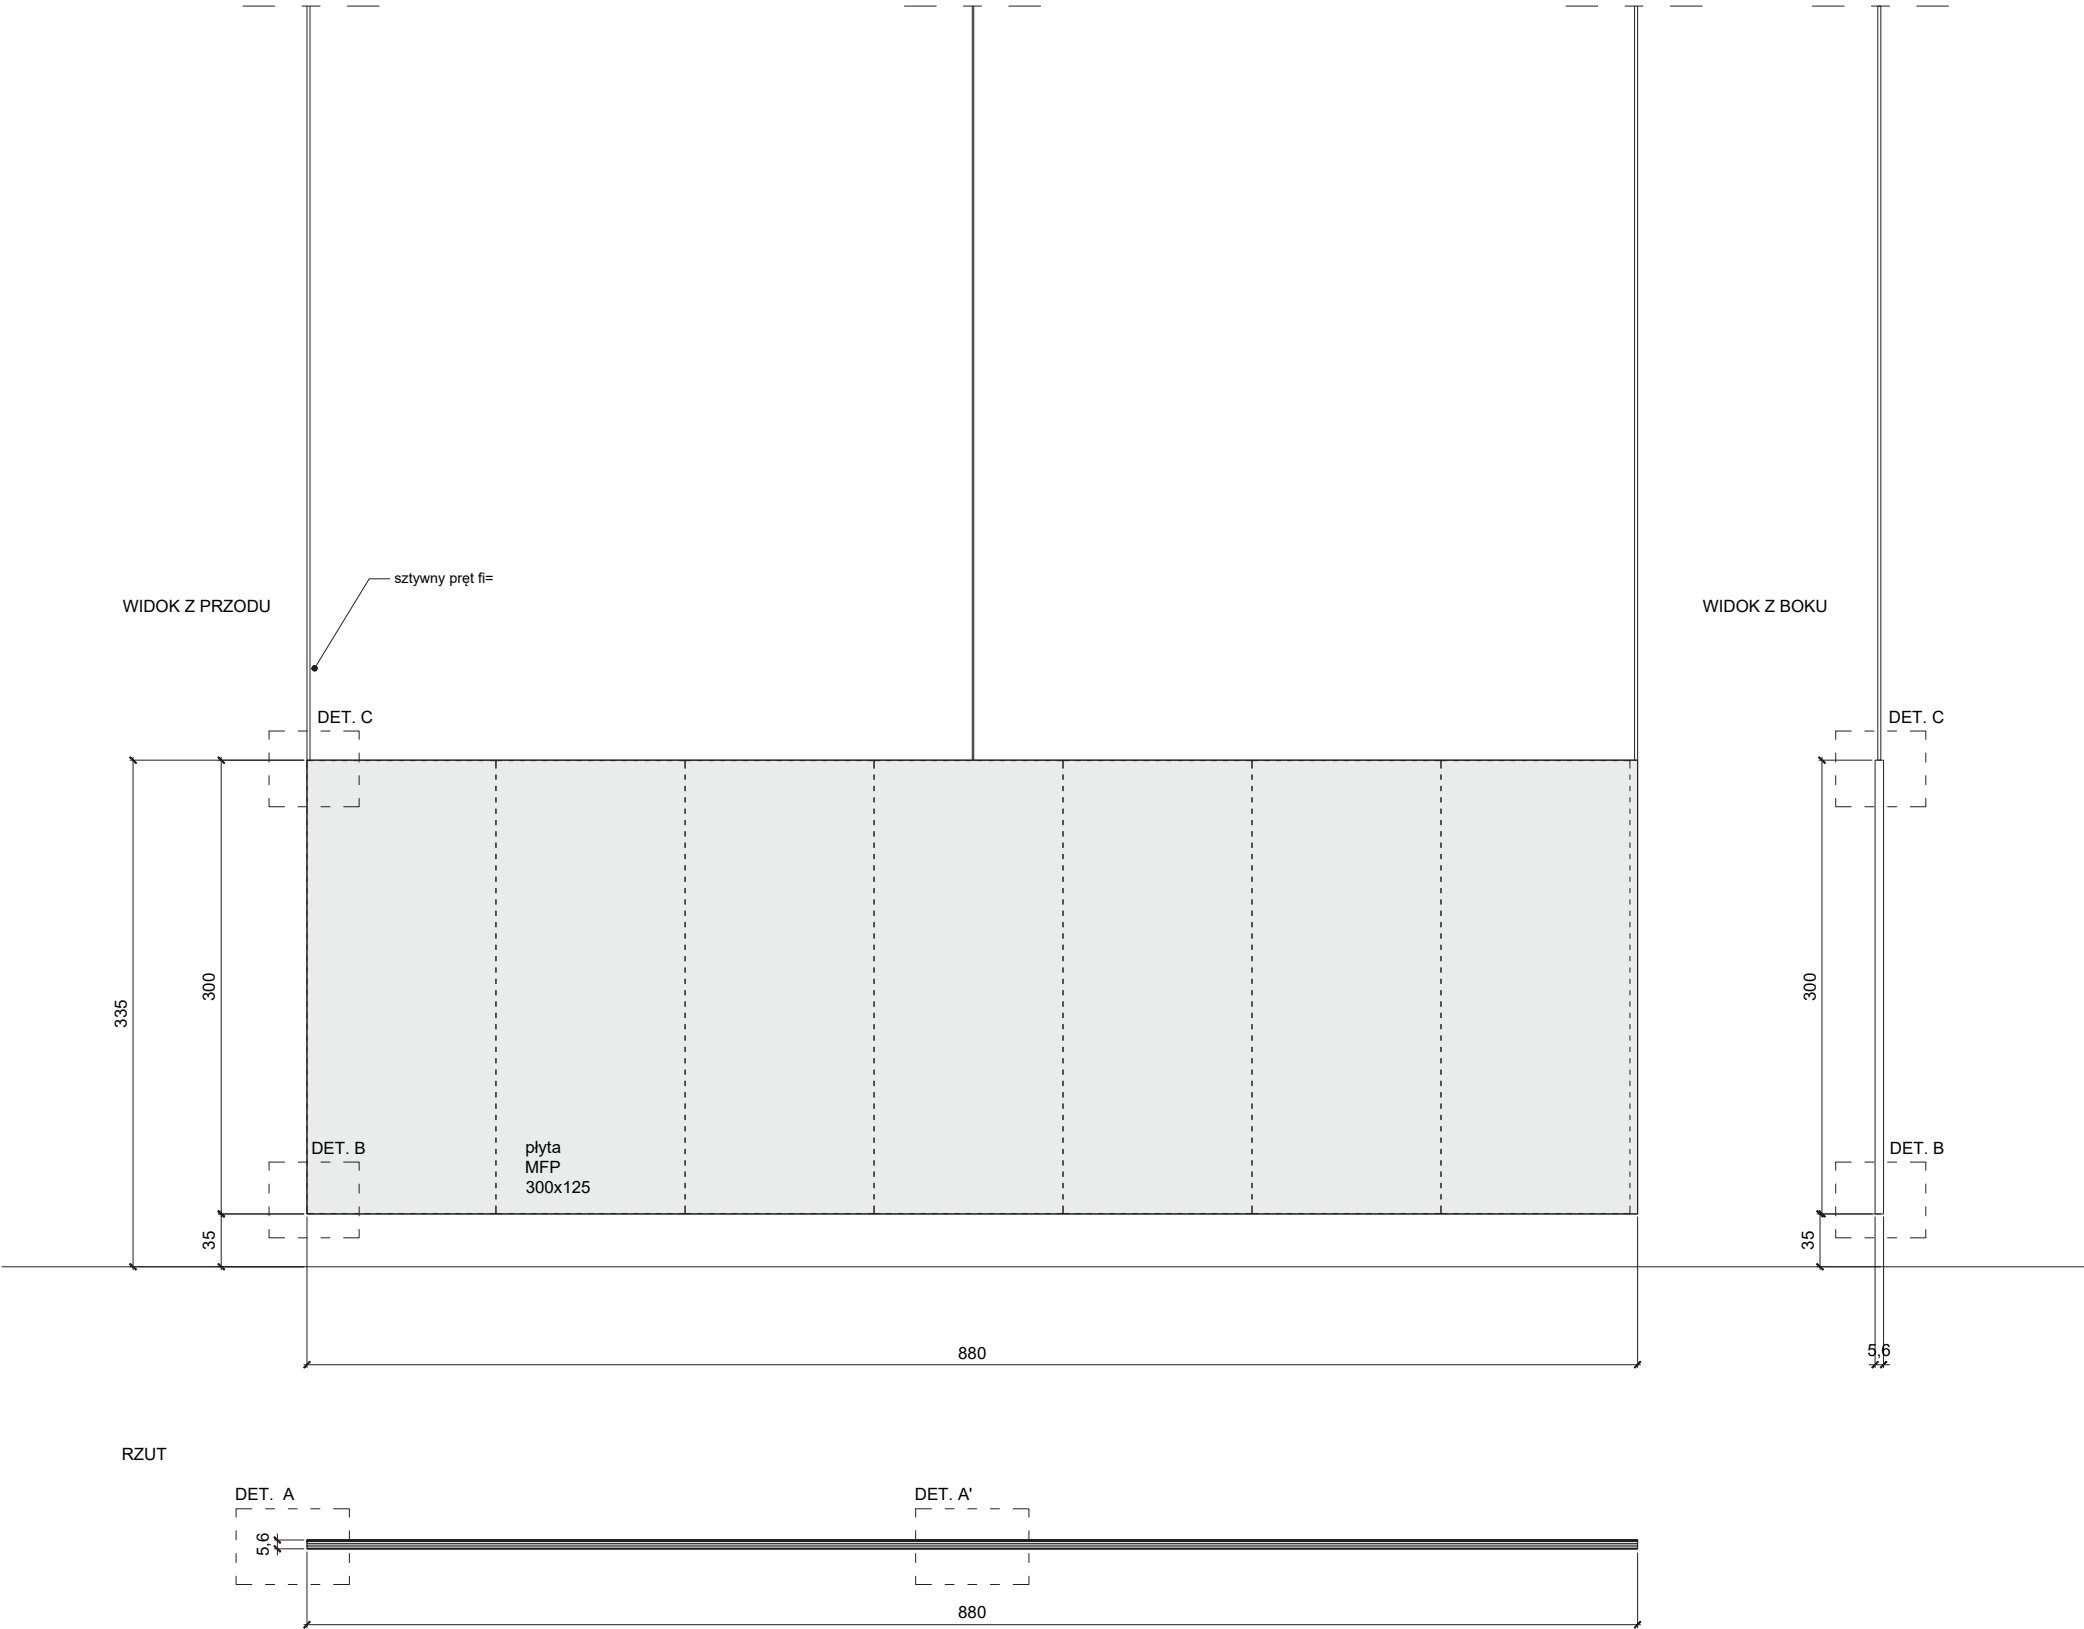 sztywny pręt fi=
WIDOK Z PRZODU
WIDOK Z BOKU
DET. C
DET. C
335
300
300
DET. B
płyta
MFP
300x125
DET. B
35
35
880
5,6
RZUT
DET. A
DET. A'
5,6
880